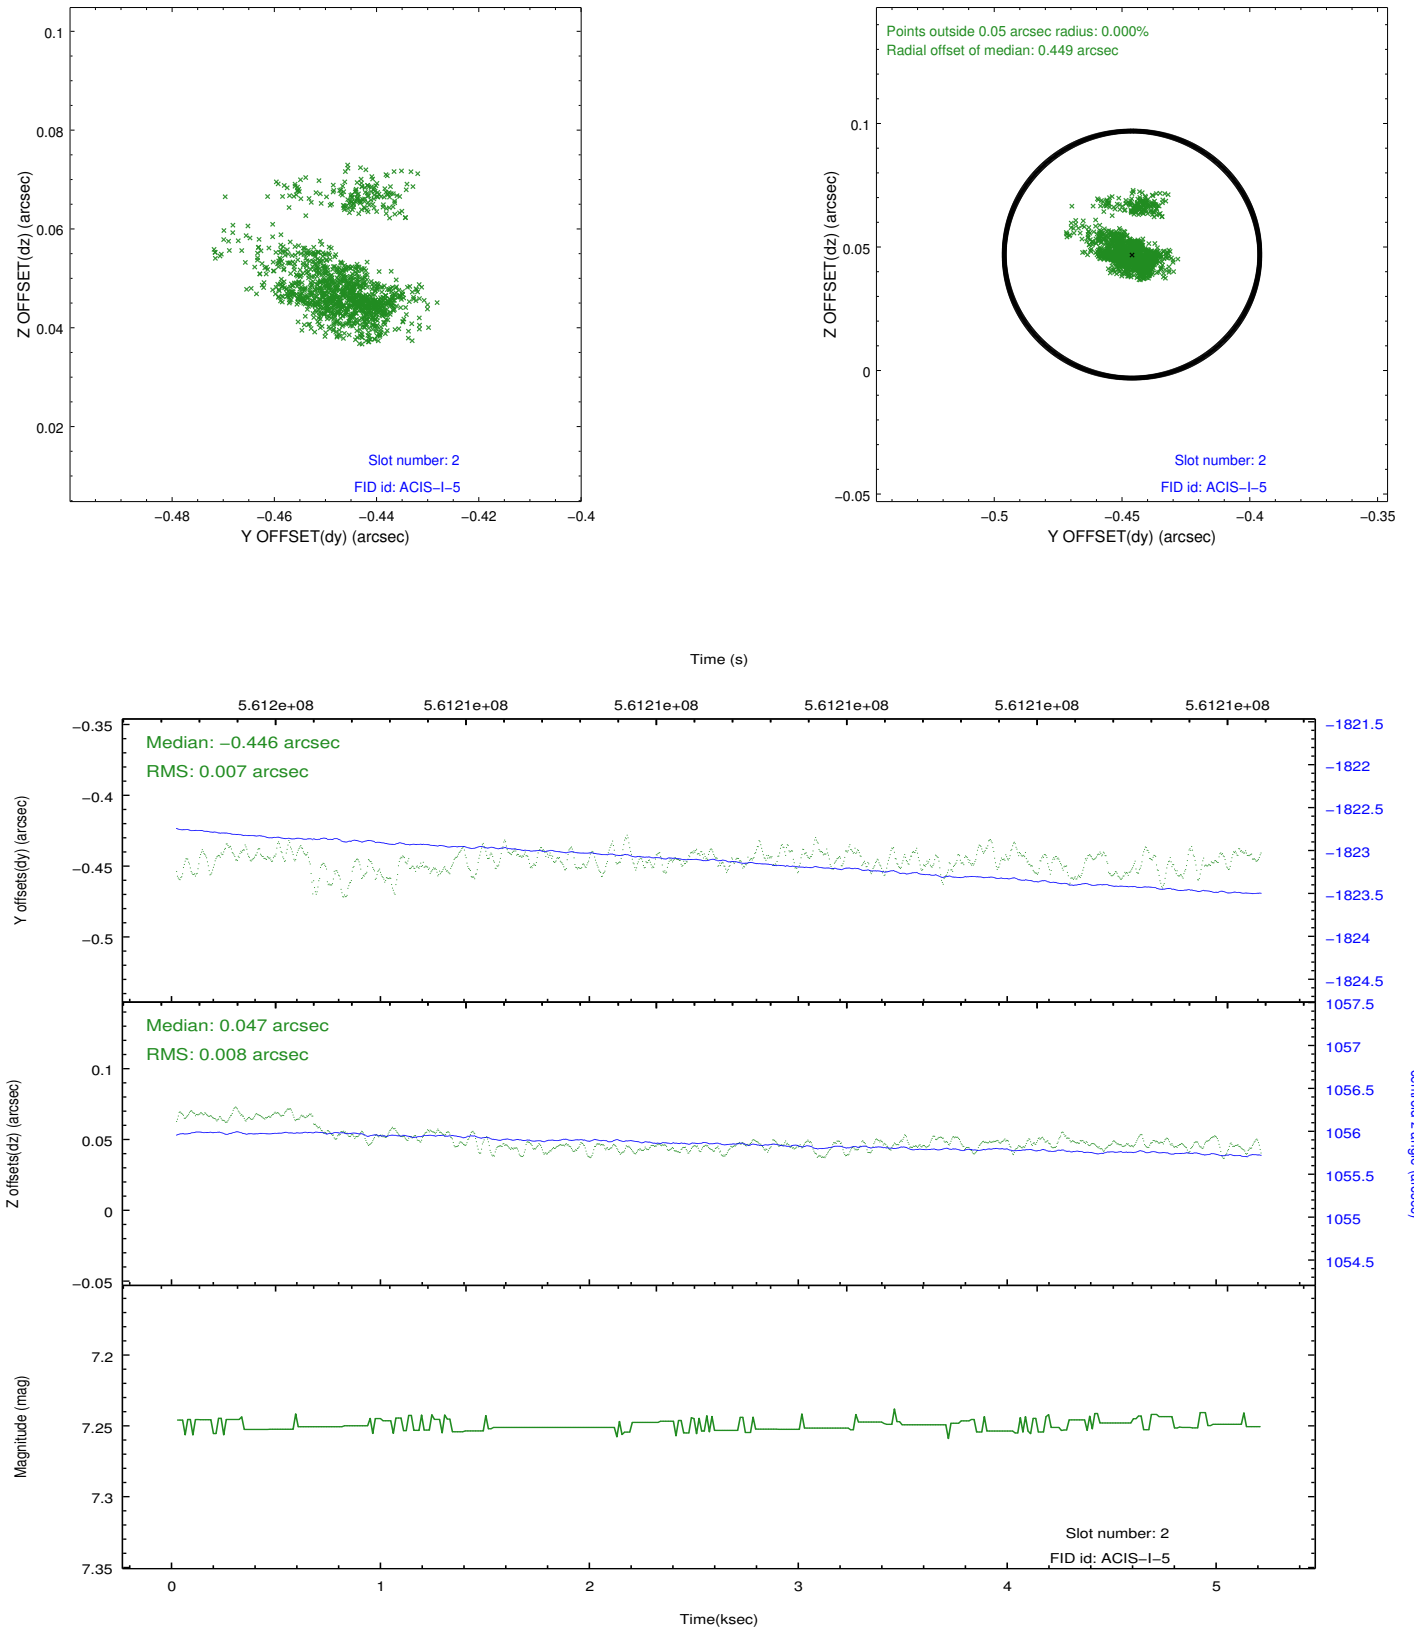 0.1
0.08
0.06
0.04
0.02
Z OFFSET(dz) (arcsec)
Slot number: 2
FID id: ACIS−I−5
−0.48 −0.46 −0.44 −0.42 −0.4
Y OFFSET(dy) (arcsec)
Points outside 0.05 arcsec radius: 0.000%
Radial offset of median: 0.449 arcsec
0.1
0.05
0
−0.05
Z OFFSET(dz) (arcsec)
Slot number: 2
FID id: ACIS−I−5
−0.5 −0.45 −0.4 −0.35
Y OFFSET(dy) (arcsec)
Time (s)
5.612e+08 5.6121e+08 5.6121e+08 5.6121e+08 5.6121e+08 5.6121e+08
Median: −0.446 arcsec
RMS: 0.007 arcsec
−0.35
−0.4
−0.45
−0.5
Y offsets(dy) (arcsec)
−1821.5
−1822
−1822.5
−1823
−1823.5
−1824
−1824.5
Median: 0.047 arcsec
RMS: 0.008 arcsec
0.1
0.05
0
−0.05
Z offsets(dz) (arcsec)
1057.5
1057
1056.5
1056
1055.5
1055
1054.5
7.2
7.25
7.3
7.35
Magnitude (mag)
Slot number: 2
FID id: ACIS−I−5
0 1 2 3 4 5
Time(ksec)